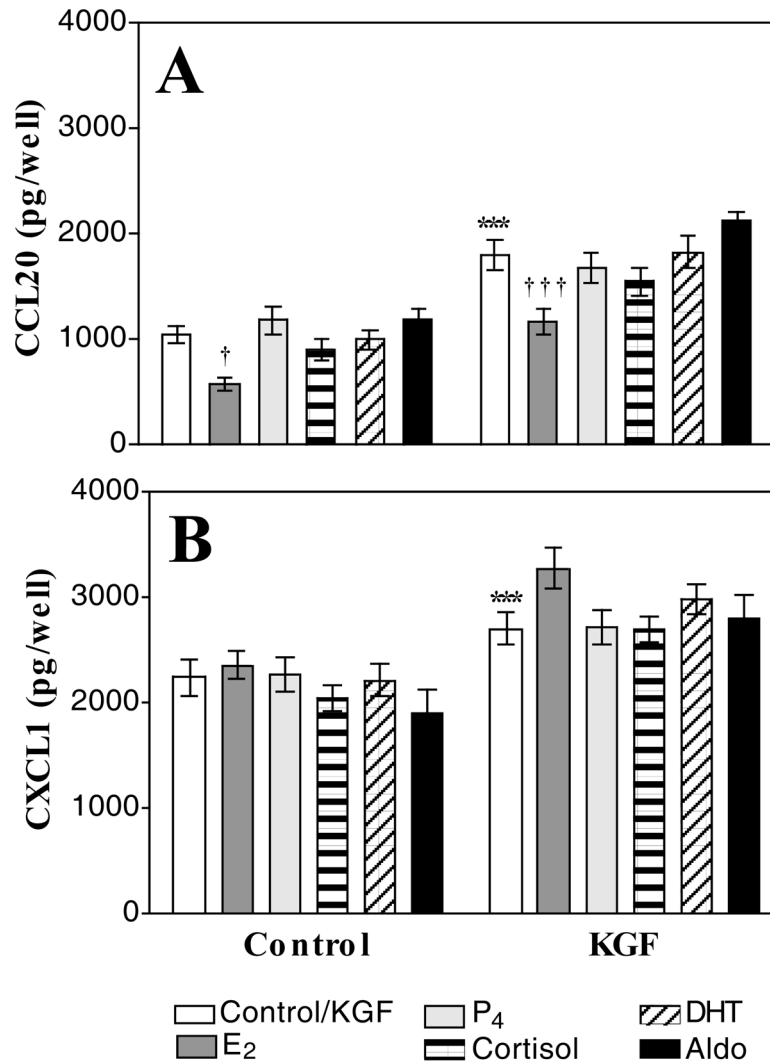 A
CCL20 (pg/well)
4000
3000
2000
1000
0
†
***
†††
B
CXCL1 (pg/well)
4000
3000
2000
1000
0
***
Control KGF
Control/KGF P4 DHT
E2 Cortisol Aldo